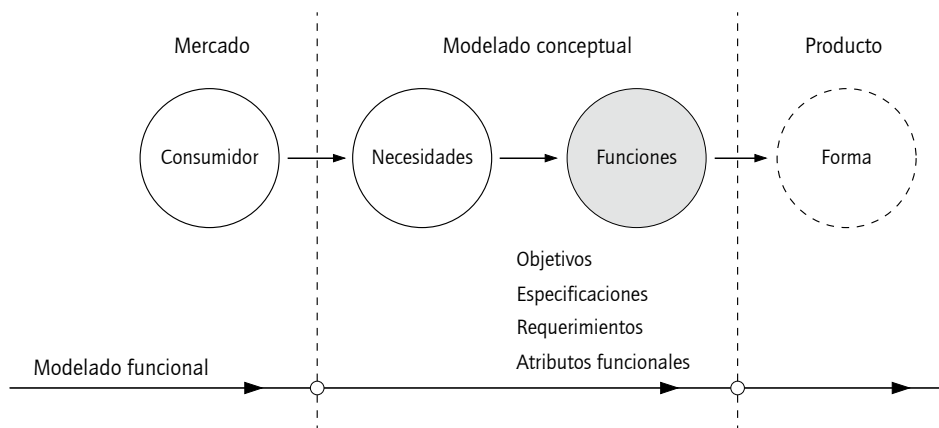 Mercado
Modelado conceptual
Producto
Consumidor
Necesidades
Funciones
Forma
Objetivos
Especificaciones
Requerimientos
Atributos funcionales
Modelado funcional